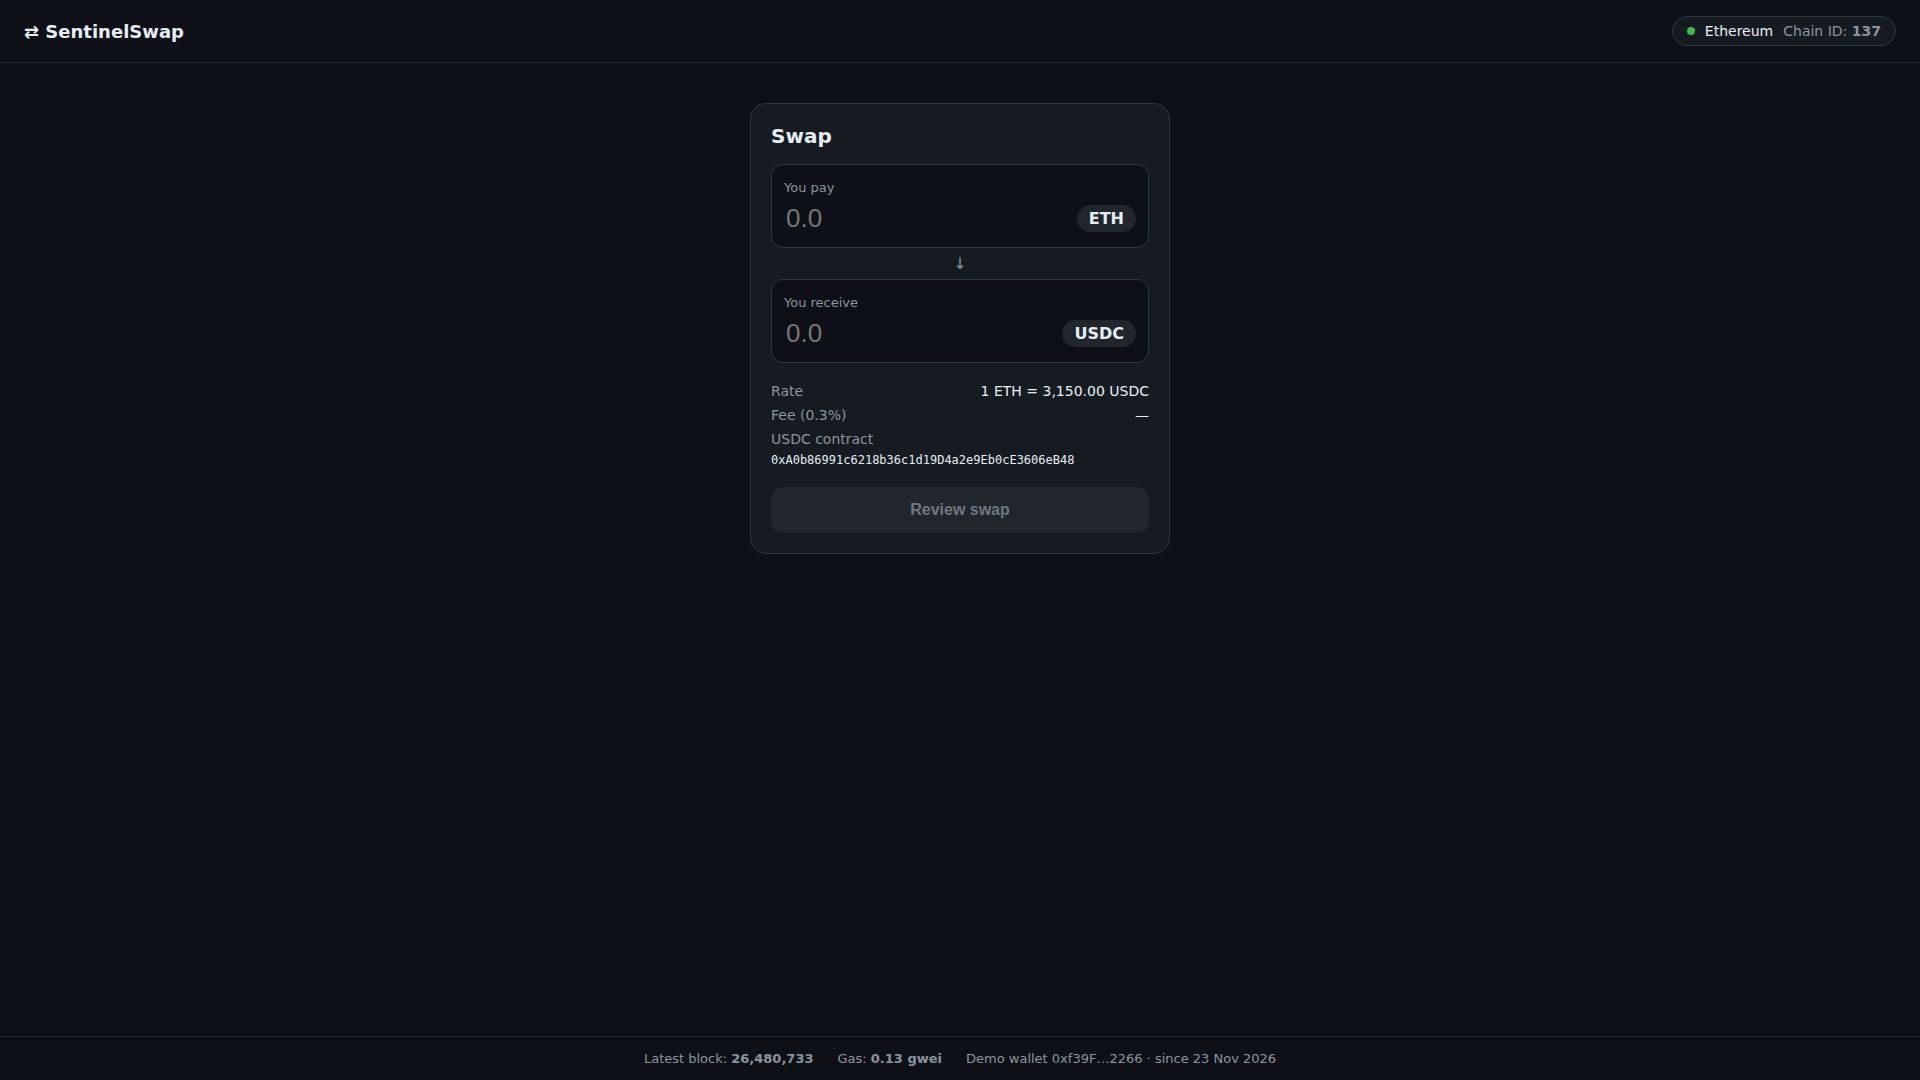 ⇄ SentinelSwap
Ethereum Chain ID: 137
Swap
You pay
0.0 ETH
↓
You receive
0.0 USDC
Rate 1 ETH = 3,150.00 USDC
Fee (0.3%) —
USDC contract
0xA0b86991c6218b36c1d19D4a2e9Eb0cE3606eB48
Review swap
Latest block: 26,480,733 Gas: 0.13 gwei Demo wallet 0xf39F…2266 · since 23 Nov 2026